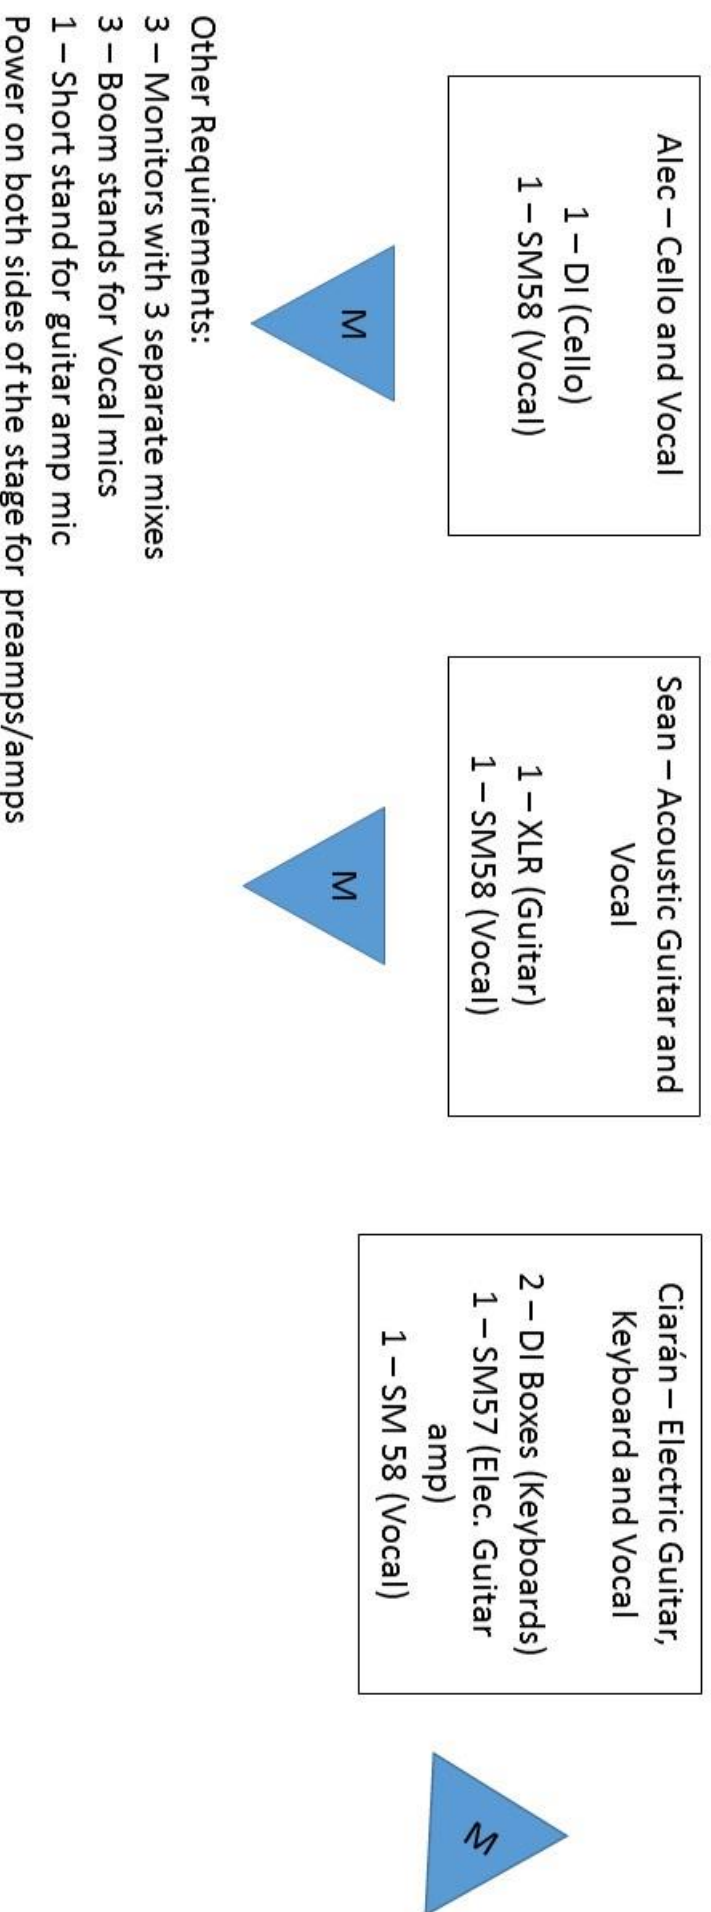 Alec – Cello and Vocal
1 – DI (Cello)
1 – SM58 (Vocal)
M
Sean – Acoustic Guitar and
Vocal
1 – XLR (Guitar)
1 – SM58 (Vocal)
M
Ciarán – Electric Guitar,
Keyboard and Vocal
2 – DI Boxes (Keyboards)
1 – SM57 (Elec. Guitar
amp)
1 – SM 58 (Vocal)
M
Other Requirements:
3 – Monitors with 3 separate mixes
3 – Boom stands for Vocal mics
1 – Short stand for guitar amp mic
Power on both sides of the stage for preamps/amps